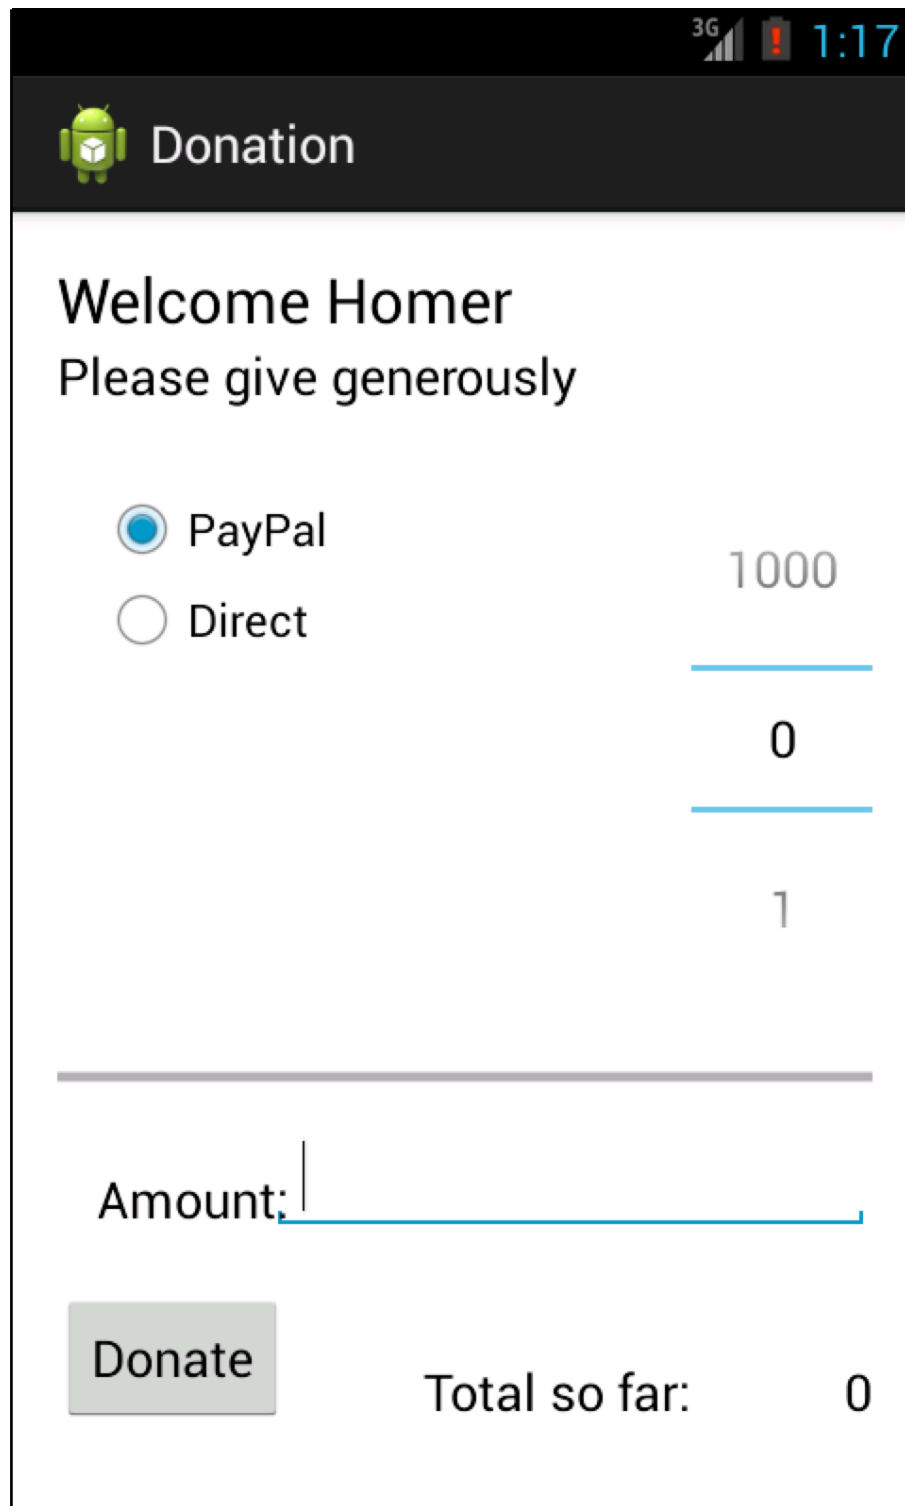 3G 1:17
Donation
Welcome Homer
Please give generously
PayPal
1000
Direct
0
1
Amount:
Donate
Total so far: 0